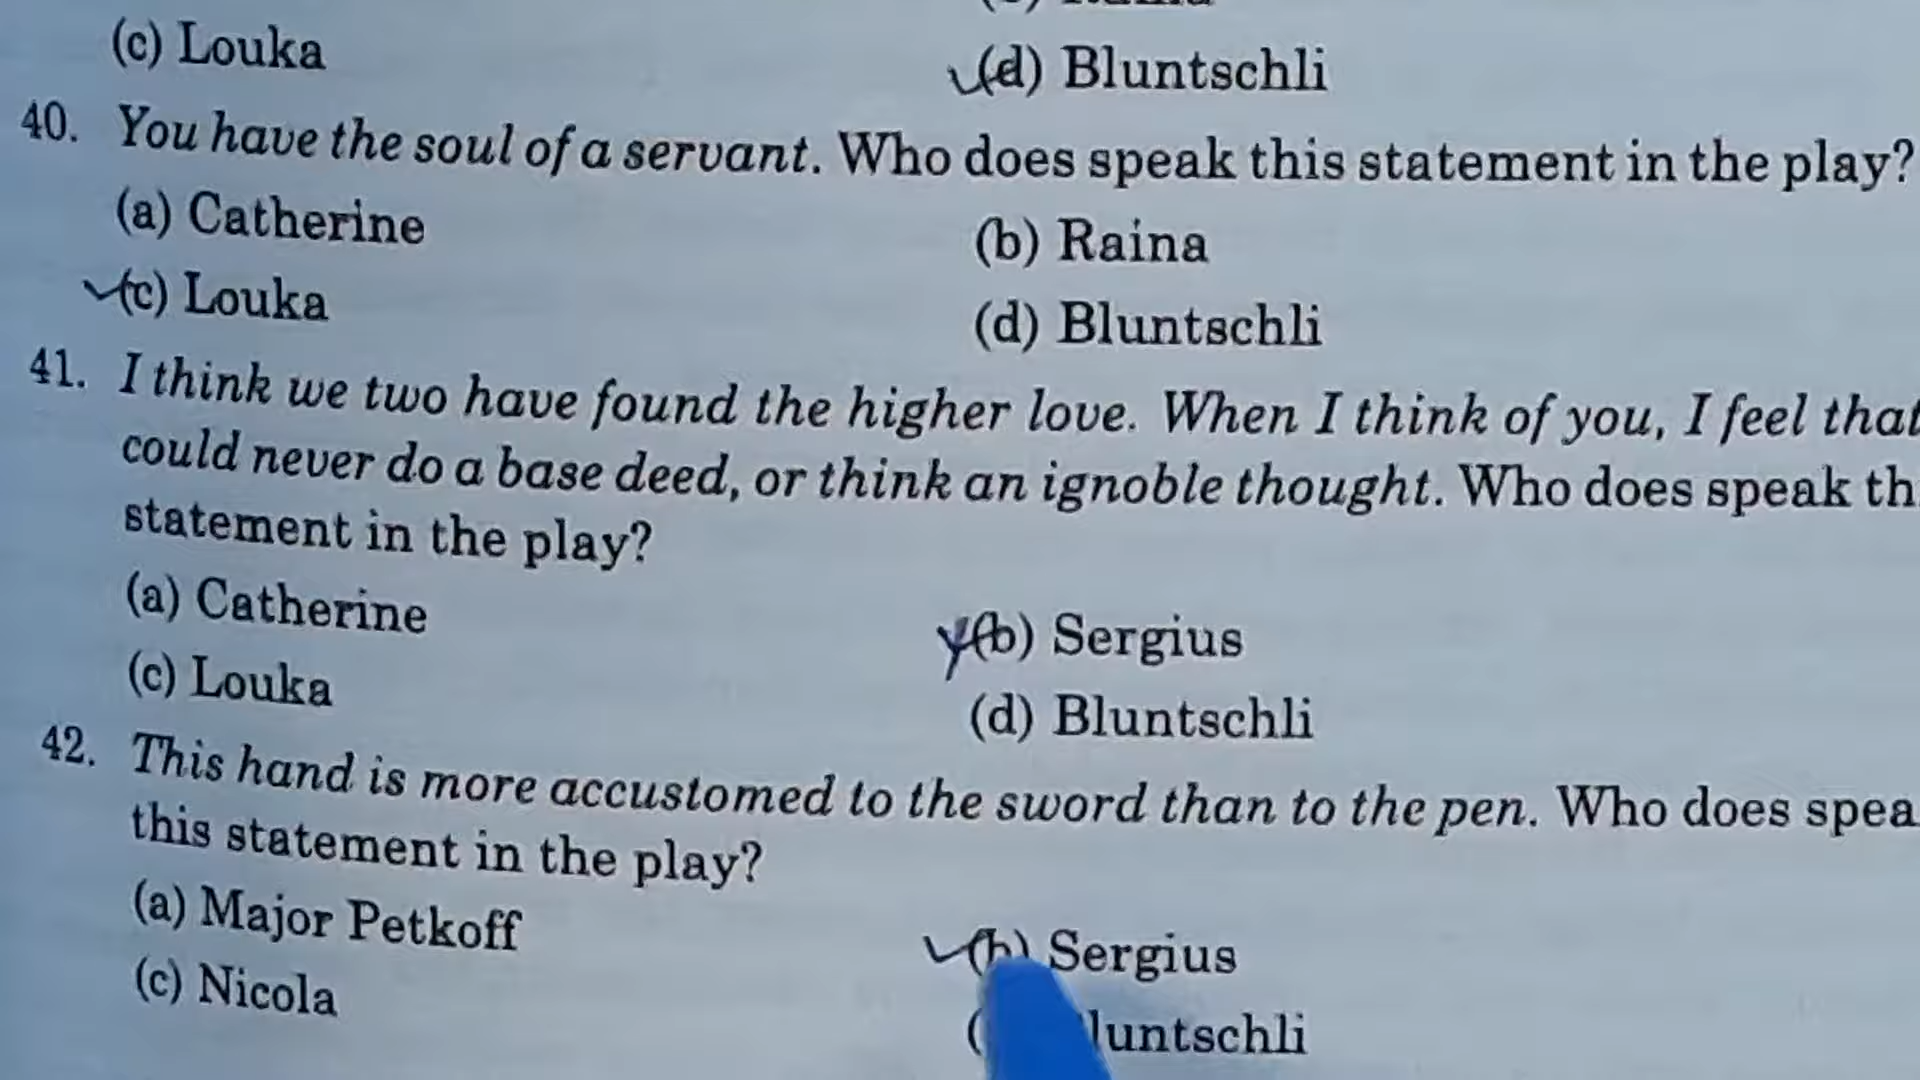 (c) Louka
(d) Bluntschli
40. You have the soul of a servant. Who does speak this statement in the play?
(a) Catherine
(b) Raina
(c) Louka
(d) Bluntschli
41. I think we two have found the higher love. When I think of you, I feel that
could never do a base deed, or think an ignoble thought. Who does speak th
statement in the play?
(a) Catherine
(b) Sergius
(c) Louka
(d) Bluntschli
42. This hand is more accustomed to the sword than to the pen. Who does spea
this statement in the play?
(a) Major Petkoff
(b) Sergius
(c) Nicola
luntschli